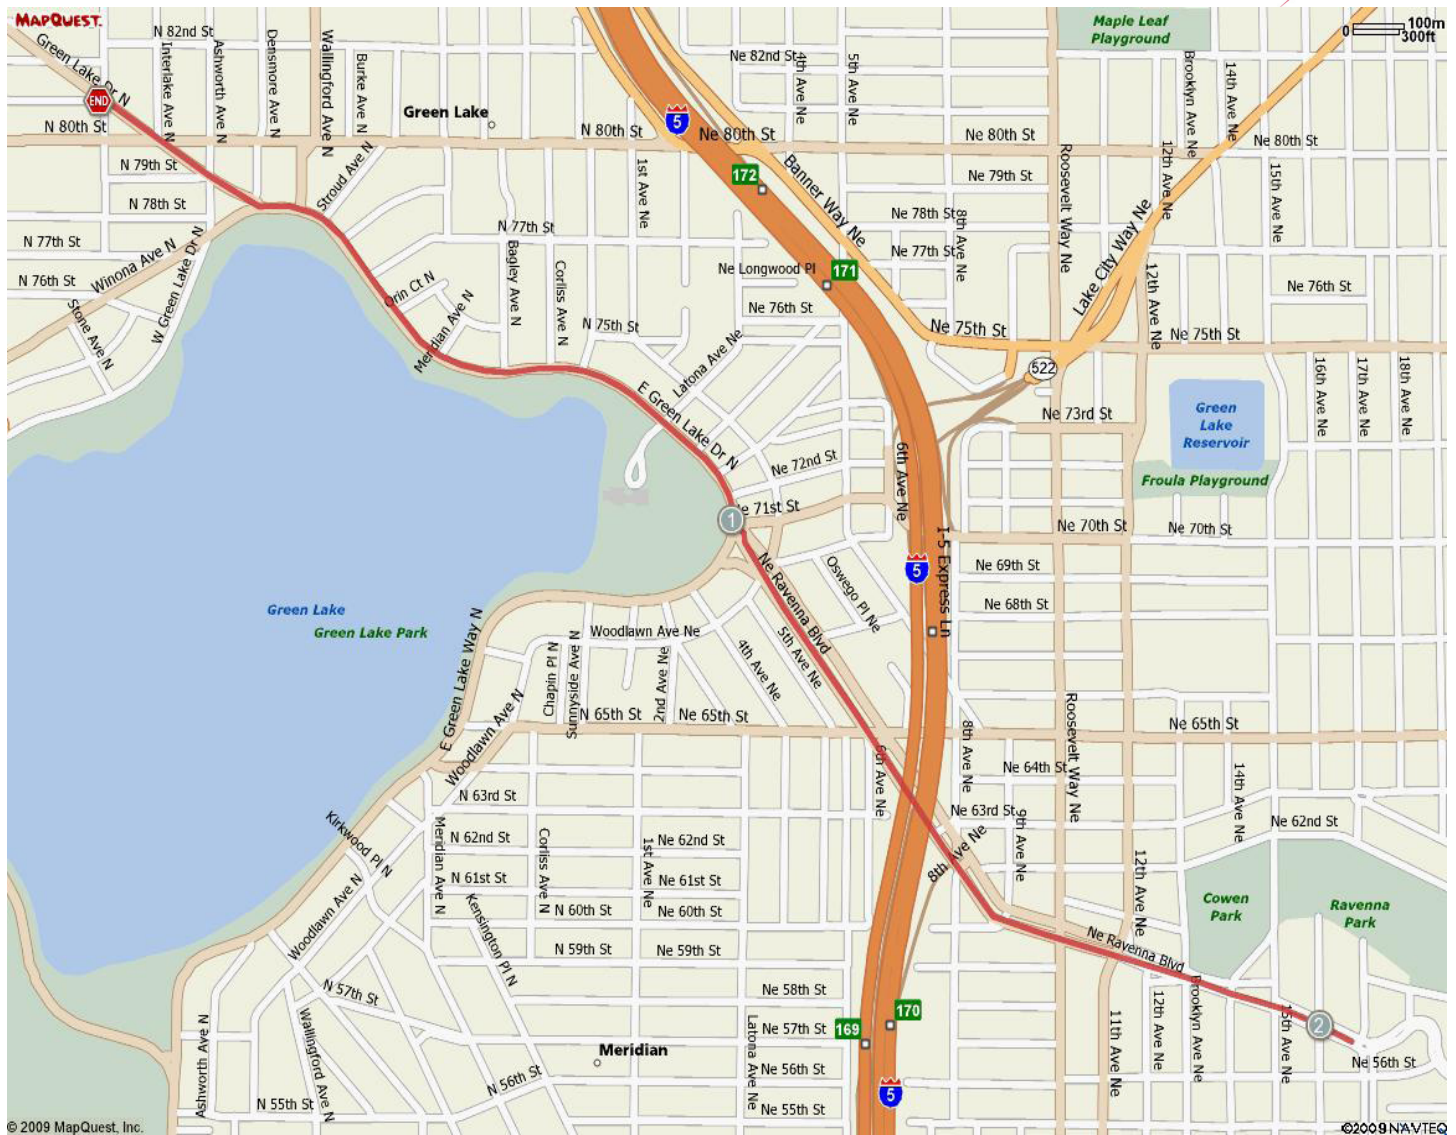 MAPQUEST.
100m
0
300ft
Maple Leaf
Playground
Green Lake Dr N
N 82nd St
Interlake Ave N
Ashworth Ave N
Densmore Ave N
Wallingford Ave N
Burke Ave N
Green Lake
5
Ne 82nd St
4th Ave Ne
5th Ave Ne
Brooklyn Ave Ne
14th Ave Ne
END
N 80th St
N 80th St
Ne 80th St
Ne 80th St
Ne 80th St
N 79th St
Stroud Ave N
1st Ave Ne
172
Banner Way Ne
Ne 79th St
Roosevelt Way Ne
12th Ave Ne
15th Ave Ne
N 78th St
Ne 78th St
8th Ave Ne
Lake City Way Ne
N 77th St
Winona Ave N
W Green Lake Dr N
N 77th St
Bagley Ave N
Corliss Ave N
Ne 77th St
Ne Longwood Pl
171
12th Ave Ne
N 76th St
Stone Ave N
Orin Ct N
Meridian Ave N
Ne 76th St
Ne 76th St
N 75th St
Ne 75th St
Ne 75th St
Latona Ave Ne
522
16th Ave Ne
17th Ave Ne
18th Ave Ne
E Green Lake Dr N
Ne 73rd St
Green
Lake
Reservoir
Ne 72nd St
6th Ave Ne
Froula Playground
1
Ne 71st St
Ne 70th St
Ne 70th St
I-5 Express Ln
5
Ne Ravenna Blvd
Oswego Pl Ne
Ne 69th St
Green Lake
Green Lake Park
E Green Lake Way N
Ne 68th St
Woodlawn Ave Ne
Chapin Pl N
Sunnyside Ave N
2nd Ave Ne
4th Ave Ne
5th Ave Ne
Woodlawn Ave N
N 65th St
Ne 65th St
Ne 65th St
6th Ave Ne
8th Ave Ne
Roosevelt Way Ne
Ne 64th St
14th Ave Ne
N 63rd St
Ne 63rd St
9th Ave Ne
Kirkwood Pl N
Meridian Ave N
N 62nd St
Corliss Ave N
1st Ave Ne
Ne 62nd St
Ne 62nd St
8th Ave Ne
12th Ave Ne
N 61st St
Ne 61st St
Woodlawn Ave N
Kensington Pl N
N 60th St
Ne 60th St
Cowen
Park
Ravenna
Park
N 59th St
Ne 59th St
Ne Ravenna Blvd
N 57th St
Ne 58th St
Ashworth Ave N
Wallingford Ave N
Meridian
Latona Ave Ne
Ne 57th St
169
170
11th Ave Ne
12th Ave Ne
Brooklyn Ave Ne
15th Ave Ne
2
N 56th St
Ne 56th St
Ne 56th St
5
N 55th St
Ne 55th St
© 2009 MapQuest, Inc.
©2009 NAVTEQ